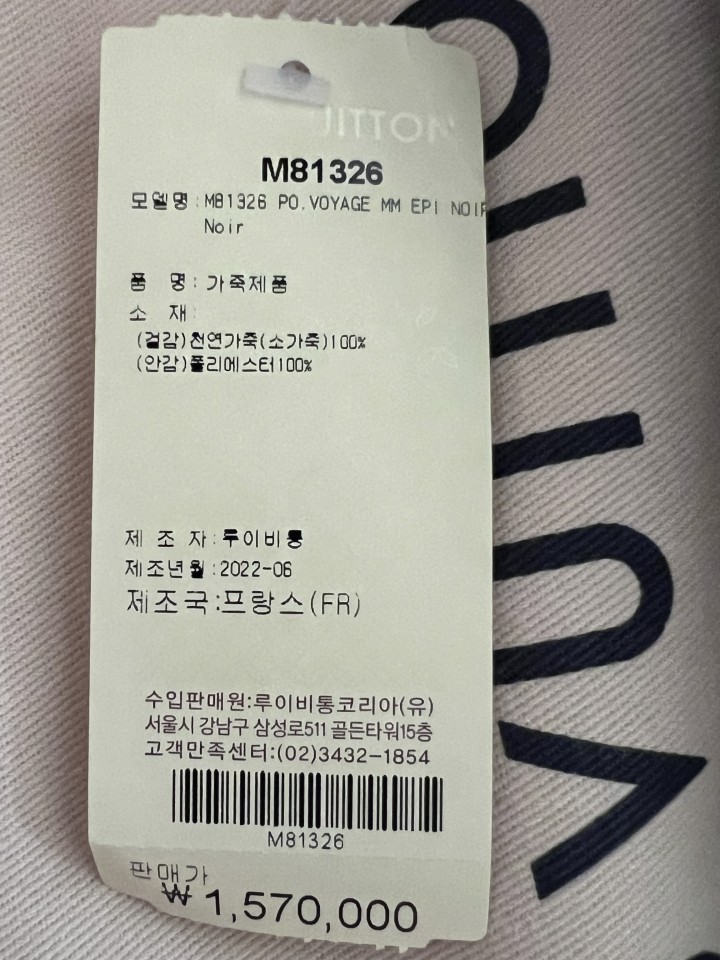 M81326
모델명:M81326 PO.VOYAGE MM EPI NOIR
Noir
품 명:가죽제품
소 재:
(겉감)천연가죽(소가죽)100%
(안감)폴리에스터100%
제 조 자:루이비통
제조년월:2022-06
제조국:프랑스(FR)
수입판매원:루이비통코리아(유)
서울시 강남구 삼성로511 골든타워15층
고객만족센터:(02)3432-1854
M81326
판매가
₩1,570,000
VUITTON